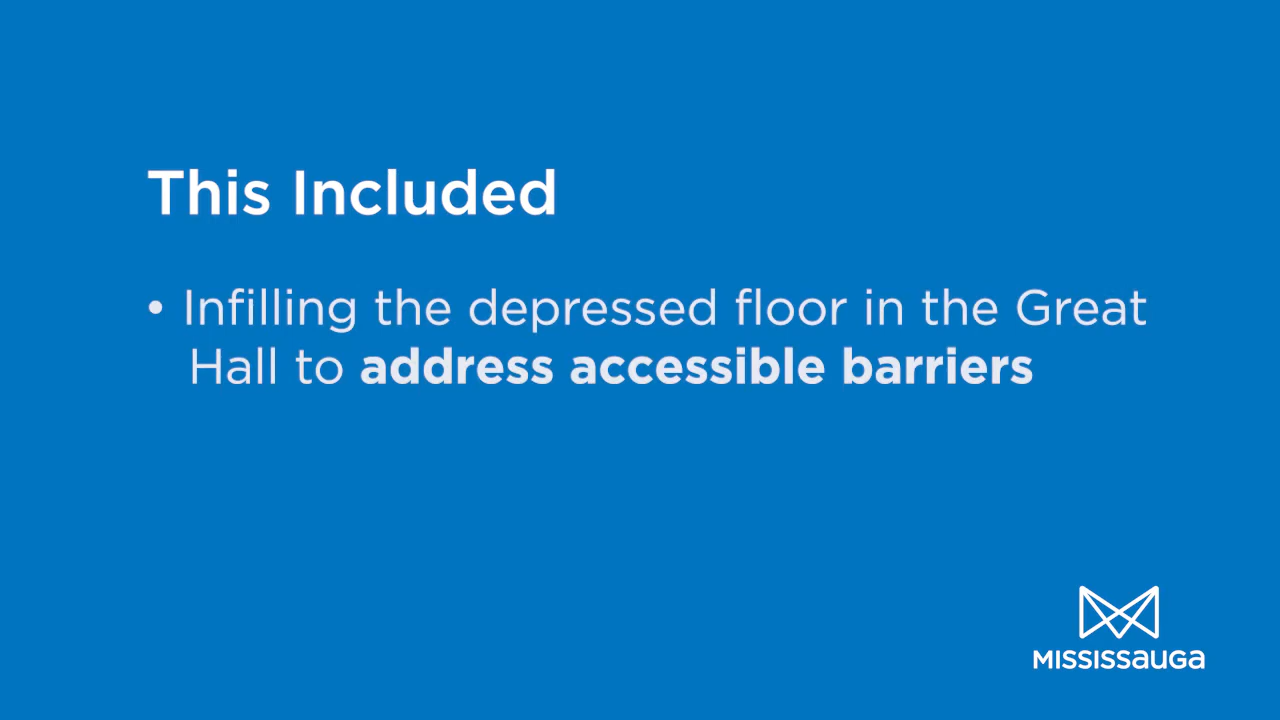 This Included
• Infilling the depressed floor in the Great
Hall to address accessible barriers
MISSISSauGa